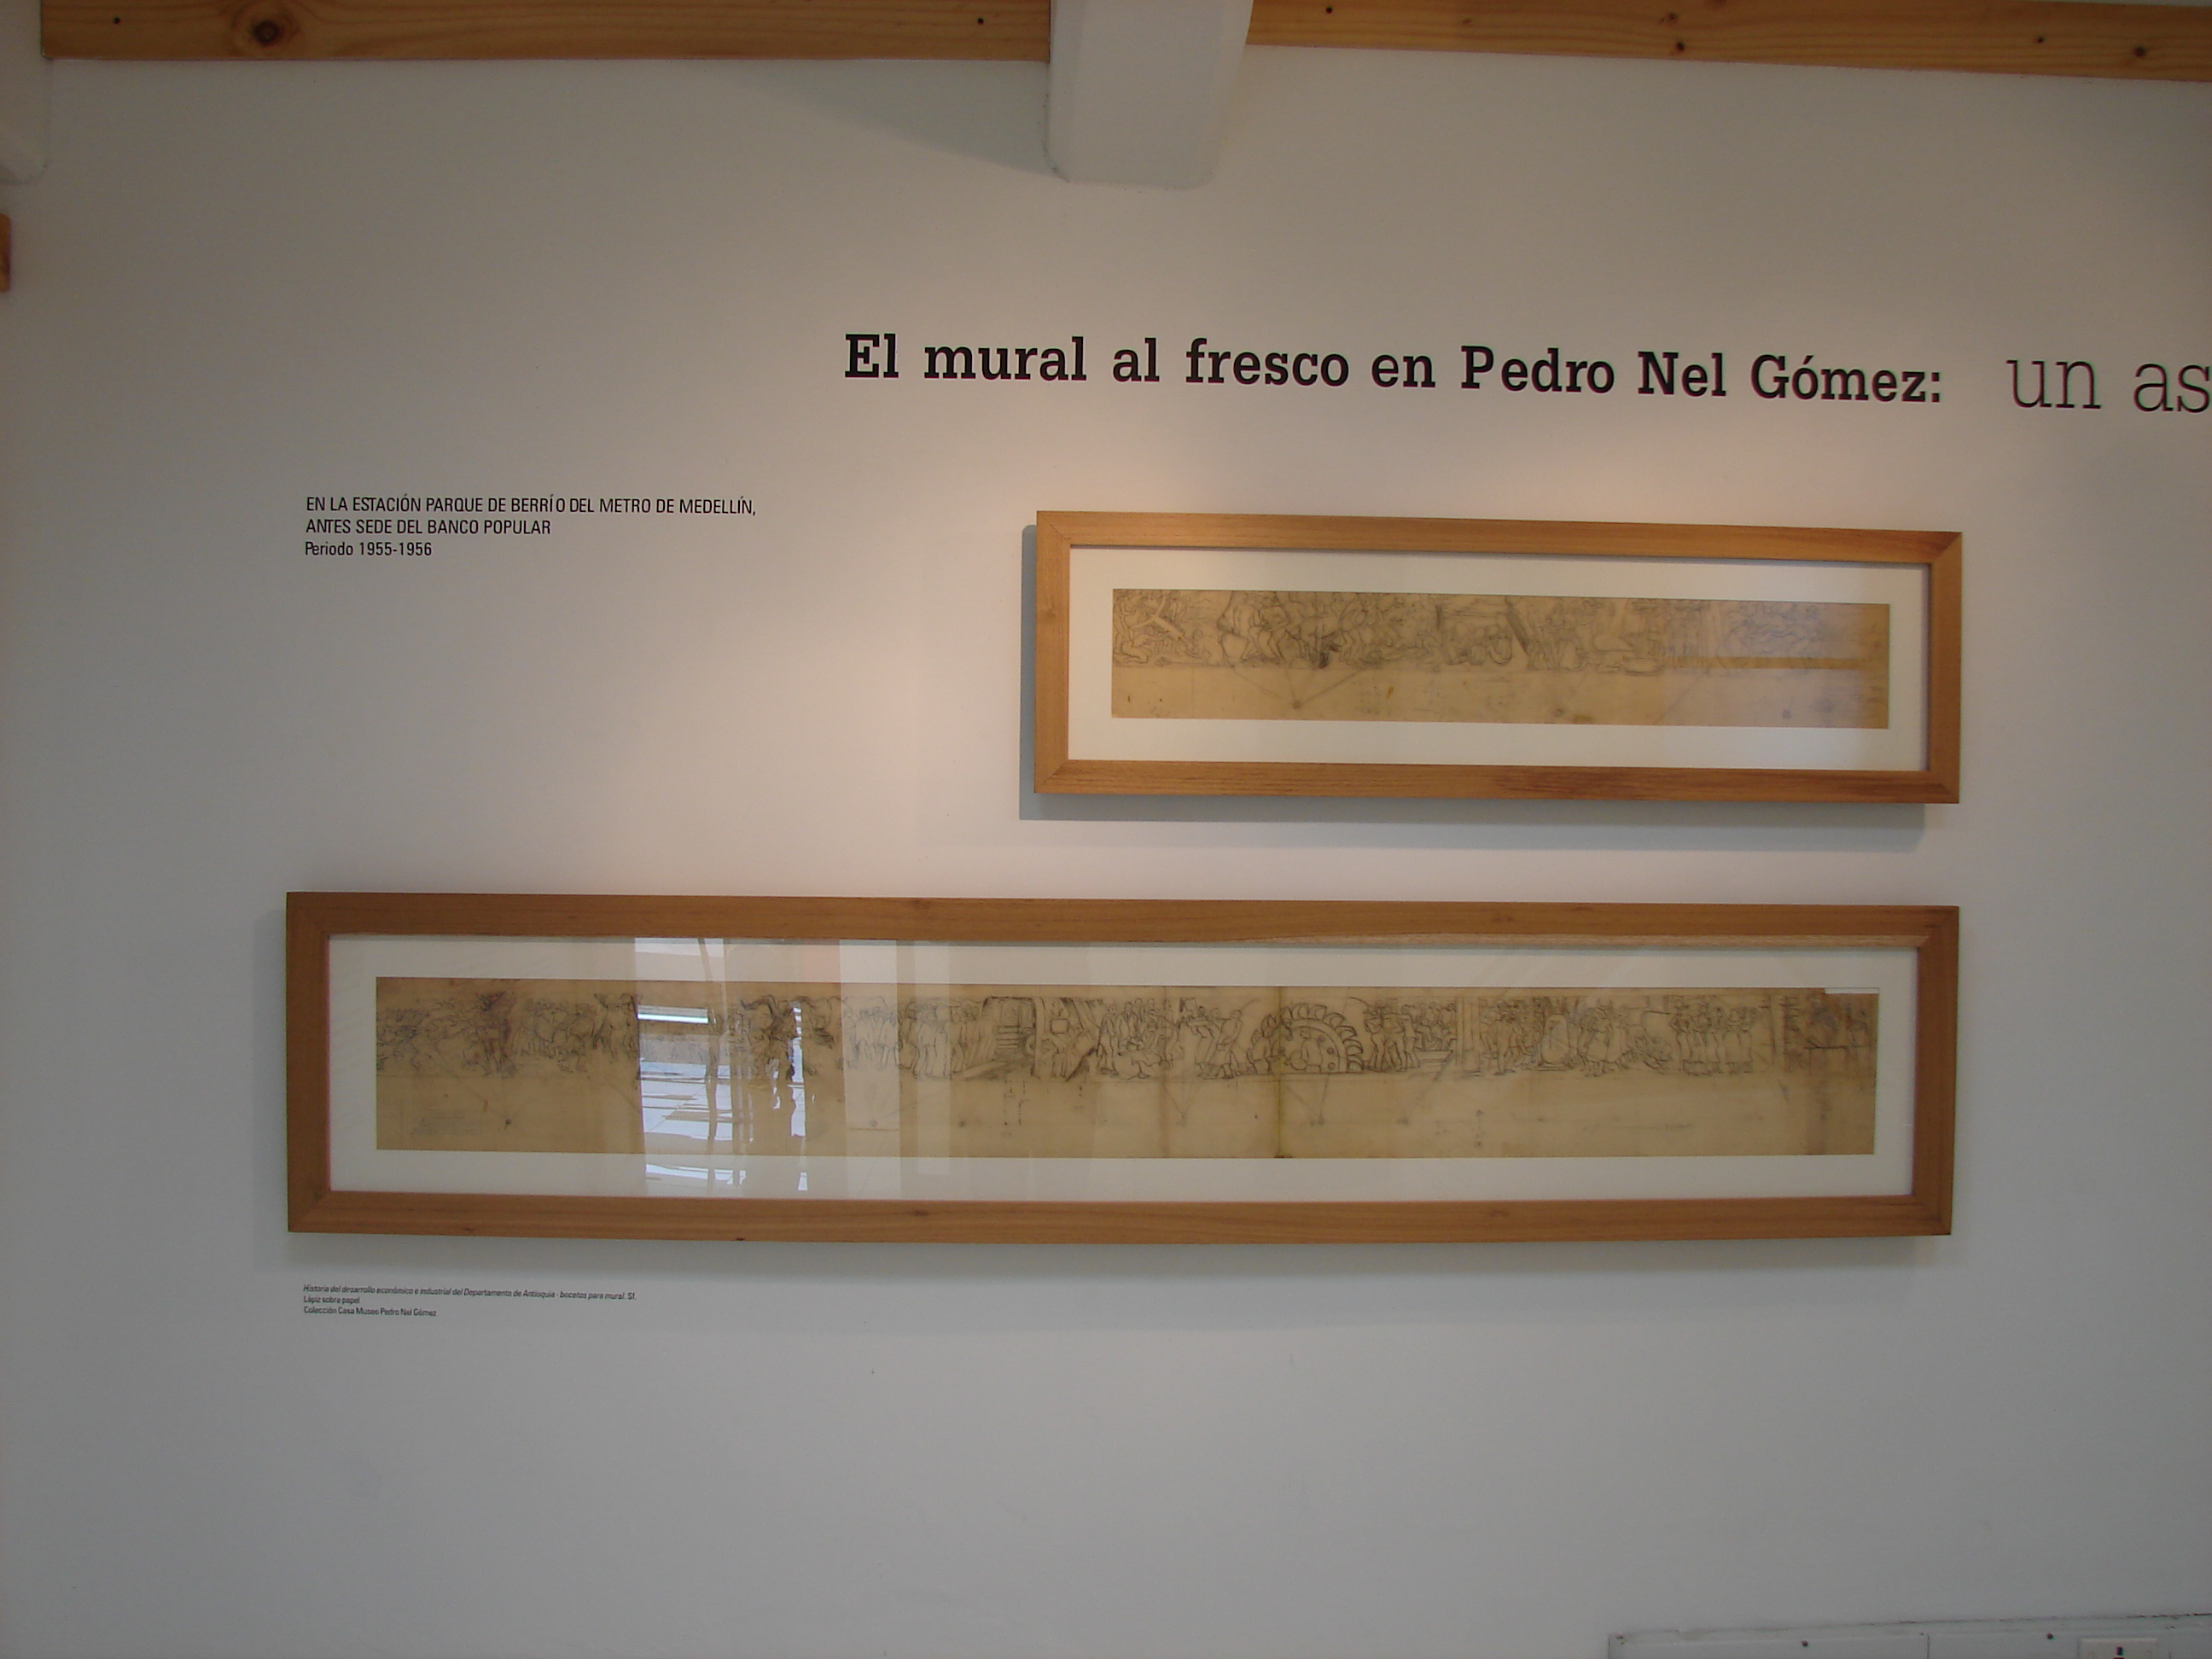 El mural al fresco en Pedro Nel Gómez: un as
EN LA ESTACIÓN PARQUE DE BERRÍO DEL METRO DE MEDELLÍN,
ANTES SEDE DEL BANCO POPULAR
Periodo 1955-1956
Historia del desarrollo económico e industrial del Departamento de Antioquia - bocetos para mural. Sf.
Lápiz sobre papel
Colección Casa Museo Pedro Nel Gómez